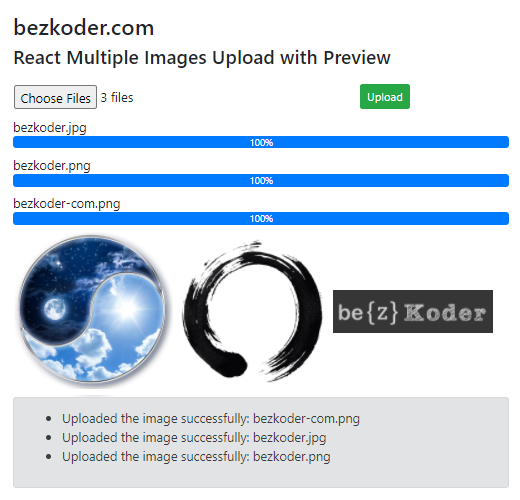 bezkoder.com
React Multiple Images Upload with Preview
Choose Files 3 files Upload
bezkoder.jpg
100%
bezkoder.png
100%
bezkoder-com.png
100%
be{z}Koder
Uploaded the image successfully: bezkoder-com.png
Uploaded the image successfully: bezkoder.jpg
Uploaded the image successfully: bezkoder.png